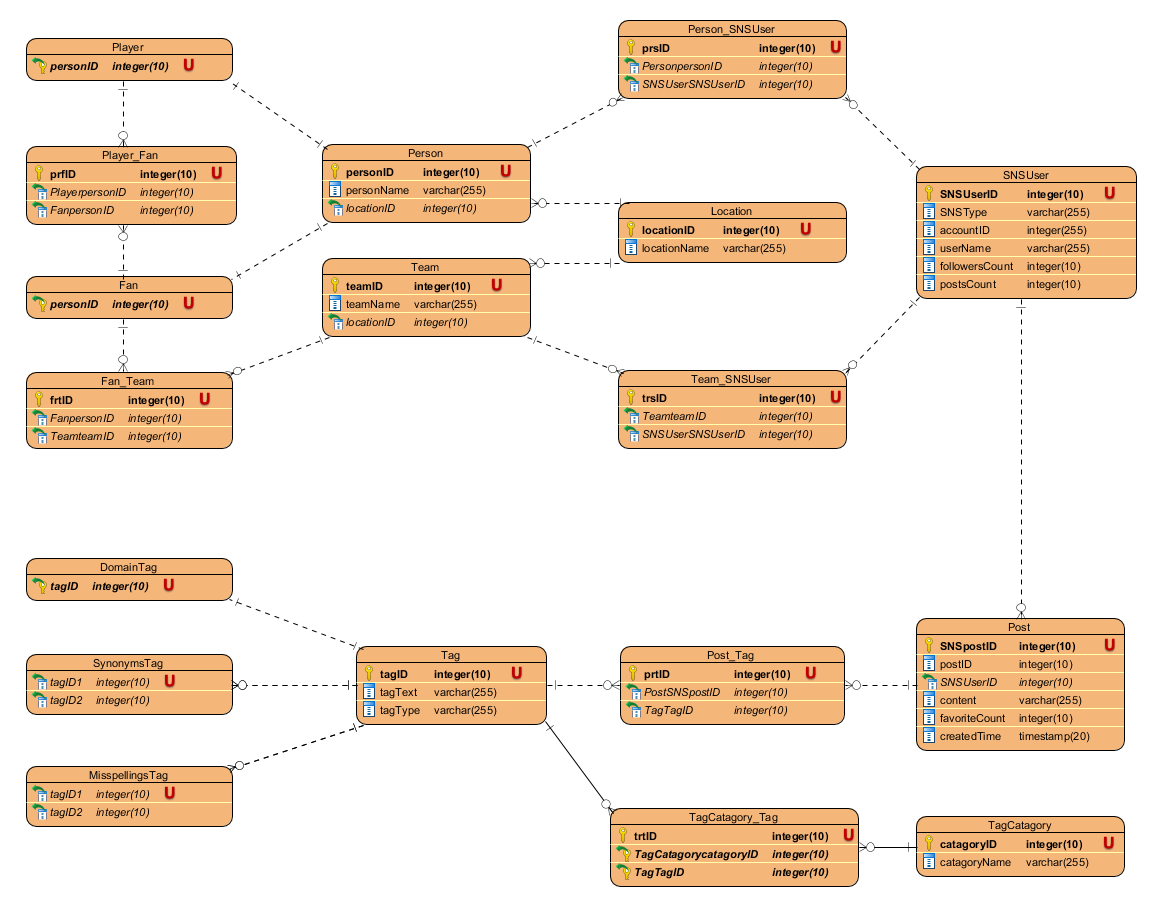 Player
personID integer(10) U
Player_Fan
prfID integer(10) U
PlayerpersonID integer(10)
FanpersonID integer(10)
Fan
personID integer(10) U
Fan_Team
frtID integer(10) U
FanpersonID integer(10)
TeamteamID integer(10)
Person
personID integer(10) U
personName varchar(255)
locationID integer(10)
Team
teamID integer(10) U
teamName varchar(255)
locationID integer(10)
Person_SNSUser
prsID integer(10) U
PersonpersonID integer(10)
SNSUserSNSUserID integer(10)
Location
locationID integer(10) U
locationName varchar(255)
Team_SNSUser
trsID integer(10) U
TeamteamID integer(10)
SNSUserSNSUserID integer(10)
SNSUser
SNSUserID integer(10) U
SNSType varchar(255)
accountID integer(255)
userName varchar(255)
followersCount integer(10)
postsCount integer(10)
DomainTag
tagID integer(10) U
SynonymsTag
tagID1 integer(10) U
tagID2 integer(10)
MisspellingsTag
tagID1 integer(10) U
tagID2 integer(10)
Tag
tagID integer(10) U
tagText varchar(255)
tagType varchar(255)
Post_Tag
prtID integer(10) U
PostSNSpostID integer(10)
TagTagID integer(10)
Post
SNSpostID integer(10) U
postID integer(10)
SNSUserID integer(10)
content varchar(255)
favoriteCount integer(10)
createdTime timestamp(20)
TagCatagory_Tag
trtID integer(10) U
TagCatagorycatagoryID integer(10)
TagTagID integer(10)
TagCatagory
catagoryID integer(10) U
catagoryName varchar(255)